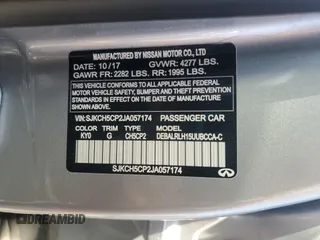 MANUFACTURED BY NISSAN MOTOR CO., LTD
DATE 10/17 GVWR: 4277 LBS.
GAWR FR: 2282 LBS. RR: 1995 LBS.
THIS VEHICLE CONFORMS TO ALL APPLICABLE
FEDERAL MOTOR VEHICLE SAFETY, BUMPER,
AND THEFT PREVENTION STANDARDS IN
EFFECT ON THE DATE OF MANUFACTURE
SHOWN ABOVE.
VIN: SJKCH5CP2JA057174 PASSENGER CAR
COLOR TRIM TYPE MODEL
KY0 G CH5CP2 DEBALRLH15UUBCCA-C
SJKCH5CP2JA057174
DREAMBID